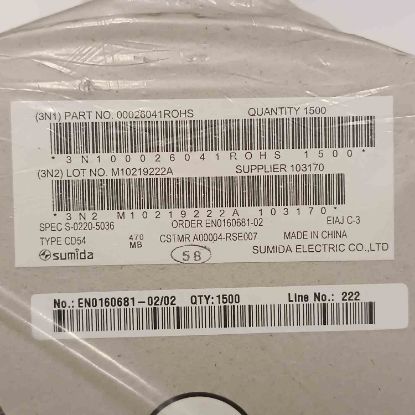 (3N1) PART NO. 00026041ROHS QUANTITY 1500
*3N100026041ROHS 1500*
(3N2) LOT NO. M10219222A SUPPLIER 103170
*3N2 M10219222A 103170*
SPEC S-0220-5036 ORDER EN0160681-02 EIAJ C-3
TYPE CD54 470 MB CSTMR A00004-RSE007 MADE IN CHINA
sumida 58 SUMIDA ELECTRIC CO.,LTD
No.: EN0160681-02/02 QTY:1500 Line No.: 222